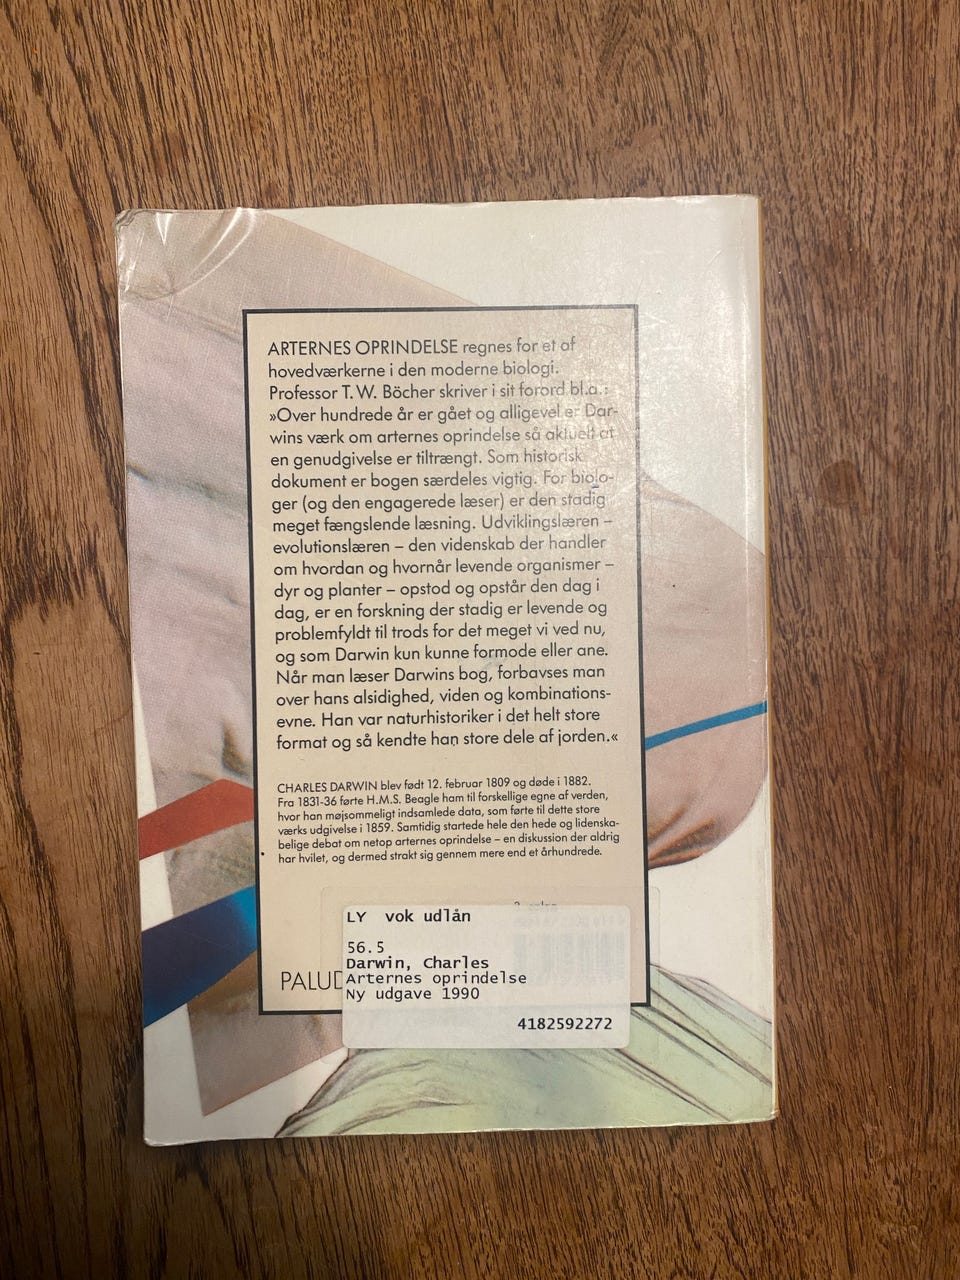 ARTERNES OPRINDELSE regnes for et af
hovedværkerne i den moderne biologi.
Professor T. W. Böcher skriver i sit forord bl.a.:
»Over hundrede år er gået og alligevel er Dar-
wins værk om arternes oprindelse så aktuelt at
en genudgivelse er tiltrængt. Som historisk
dokument er bogen særdeles vigtig. For biolo-
ger (og den engagerede læser) er den stadig
meget fængslende læsning. Udviklingslæren –
evolutionslæren – den videnskab der handler
om hvordan og hvornår levende organismer –
dyr og planter – opstod og opstår den dag i
dag, er en forskning der stadig er levende og
problemfyldt til trods for det meget vi ved nu,
og som Darwin kun kunne formode eller ane.
Når man læser Darwins bog, forbavses man
over hans alsidighed, viden og kombinations-
evne. Han var naturhistoriker i det helt store
format og så kendte han store dele af jorden.«
CHARLES DARWIN blev født 12. februar 1809 og døde i 1882.
Fra 1831-36 førte H.M.S. Beagle ham til forskellige egne af verden,
hvor han møjsommeligt indsamlede data, som førte til dette store
værks udgivelse i 1859. Samtidig startede hele den hede og lidenska-
belige debat om netop arternes oprindelse – en diskussion der aldrig
har hvilet, og dermed strakt sig gennem mere end et århundrede.
PALUD
LY vok udlån
56.5
Darwin, Charles
Arternes oprindelse
Ny udgave 1990
4182592272